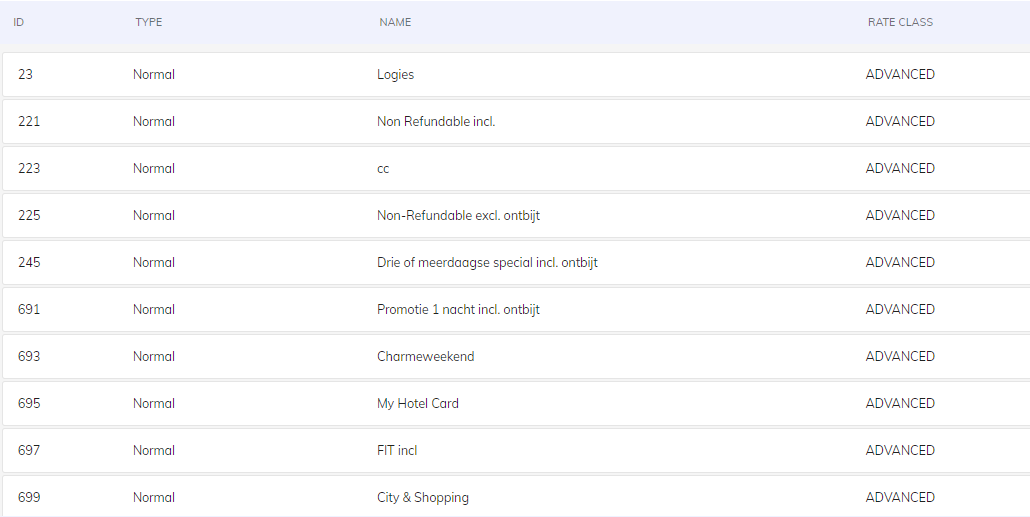 ID TYPE NAME RATE CLASS
23 Normal Logies ADVANCED
221 Normal Non Refundable incl. ADVANCED
223 Normal cc ADVANCED
225 Normal Non-Refundable excl. ontbijt ADVANCED
245 Normal Drie of meerdaagse special incl. ontbijt ADVANCED
691 Normal Promotie 1 nacht incl. ontbijt ADVANCED
693 Normal Charmeweekend ADVANCED
695 Normal My Hotel Card ADVANCED
697 Normal FIT incl ADVANCED
699 Normal City & Shopping ADVANCED